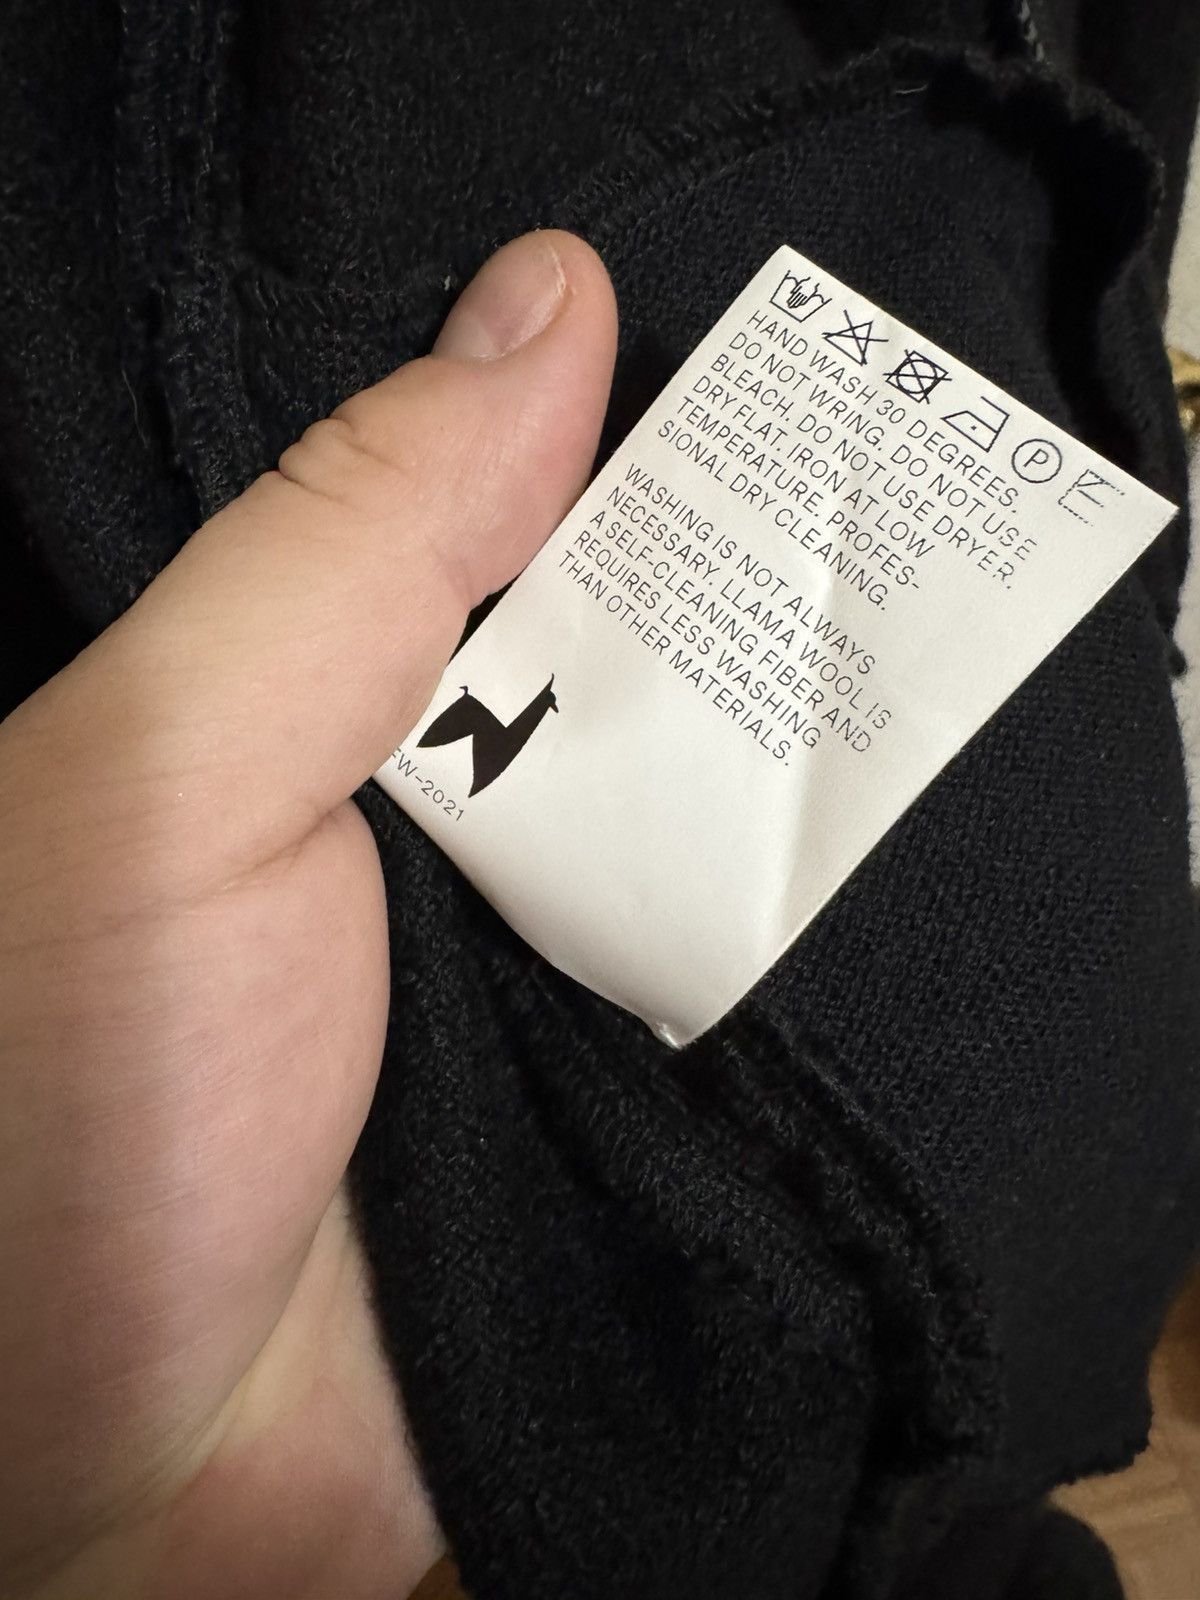 P
HAND WASH 30 DEGREES.
DO NOT WRING. DO NOT USE
BLEACH. DO NOT USE DRYER.
DRY FLAT. IRON AT LOW
TEMPERATURE. PROFES-
SIONAL DRY CLEANING.
WASHING IS NOT ALWAYS
NECESSARY. LLAMA WOOL IS
A SELF-CLEANING FIBER AND
REQUIRES LESS WASHING
THAN OTHER MATERIALS.
FW-2021